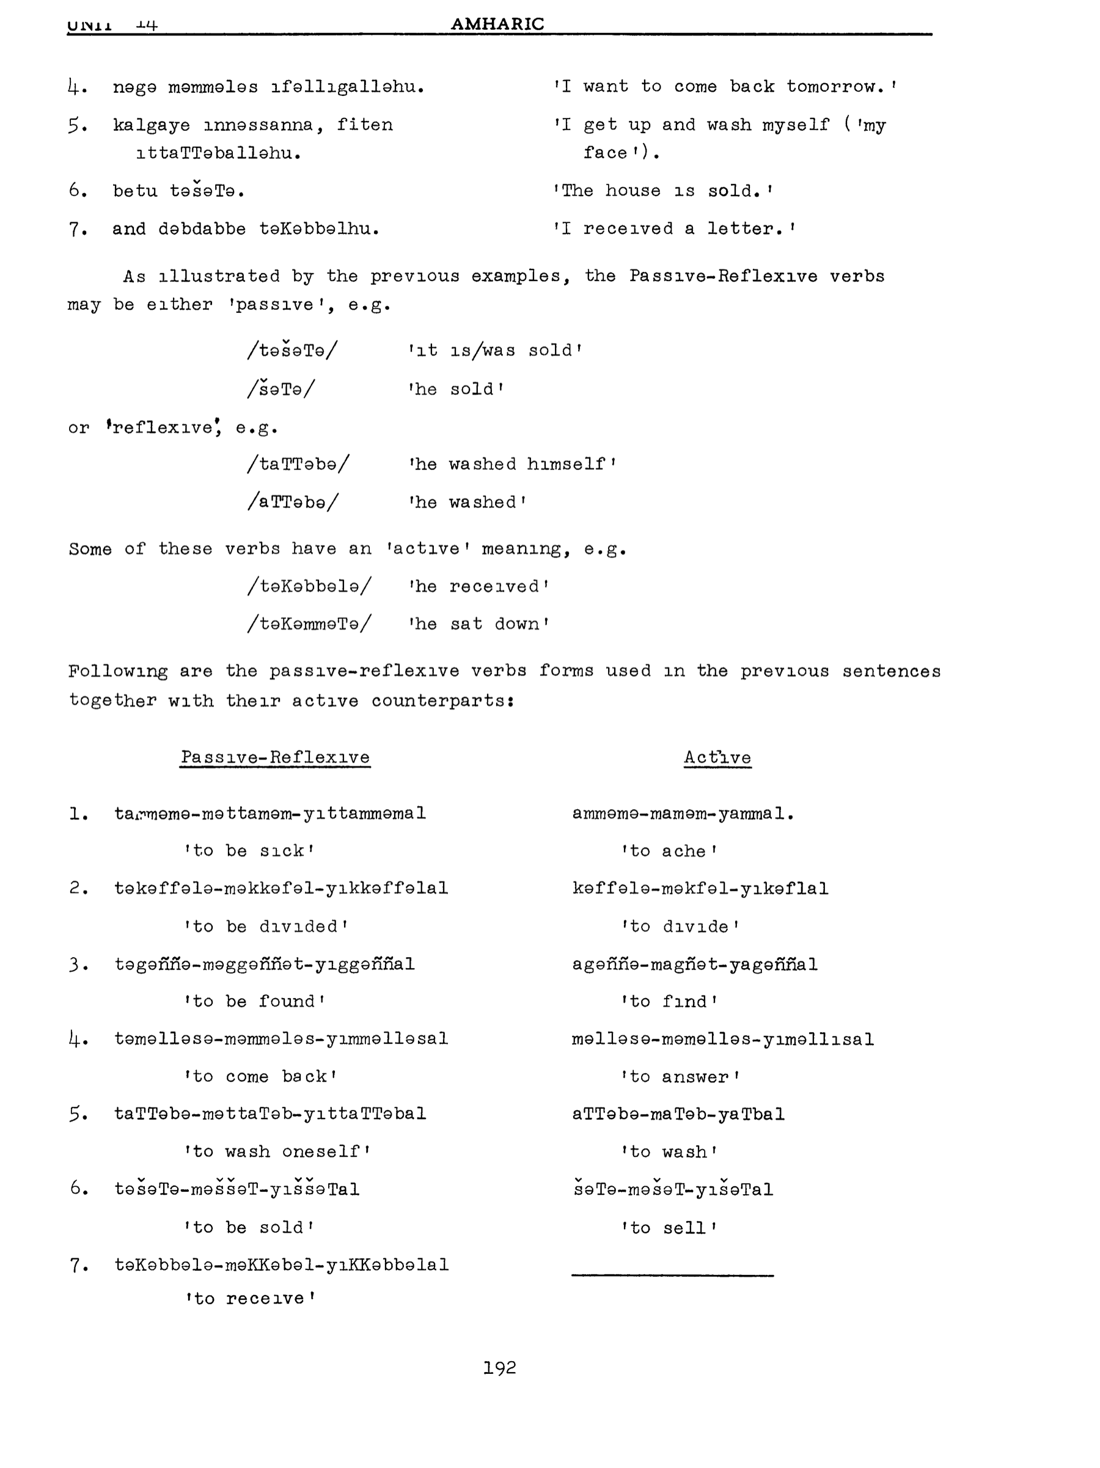 UNIT 14 AMHARIC
4. nəgə məmmələs ıfəllıgalləhu. 'I want to come back tomorrow.'
5. kalgaye ınnəssanna, fiten 'I get up and wash myself ('my
ıttaTTəballəhu. face').
6. betu təšəTə. 'The house ıs sold.'
7. and dəbdabbe təKəbbəlhu. 'I receıved a letter.'
As ıllustrated by the prevıous examples, the Passıve-Reflexıve verbs
may be eıther 'passıve', e.g.
/təšəTə/ 'ıt ıs/was sold'
/šəTə/ 'he sold'
or 'reflexıve', e.g.
/taTTəbə/ 'he washed hımself'
/aTTəbə/ 'he washed'
Some of these verbs have an 'actıve' meanıng, e.g.
/təKəbbələ/ 'he receıved'
/təKəmməTə/ 'he sat down'
Followıng are the passıve-reflexıve verbs forms used ın the prevıous sentences
together wıth theır actıve counterparts:
Passıve-Reflexıve Actıve
1. tamməmə-məttaməm-yıttamməmal amməmə-maməm-yammal.
'to be sıck' 'to ache'
2. təkəffələ-məkkəfəl-yıkkəffəlal kəffələ-məkfəl-yıkəflal
'to be dıvıded' 'to dıvıde'
3. təgəññə-məggəññət-yıggəññal agəññə-magñət-yagəññal
'to be found' 'to fınd'
4. təməlləsə-məmmələs-yımməlləsal məlləsə-məmelləs-yıməllısal
'to come back' 'to answer'
5. taTTəbə-məttaTəb-yıttaTTəbal aTTəbə-maTəb-yaTbal
'to wash oneself' 'to wash'
6. təšəTə-məššəT-yıššəTal šəTə-məšəT-yıšəTal
'to be sold' 'to sell'
7. təKəbbələ-məKKəbəl-yıKKəbbəlal
'to receıve'
192